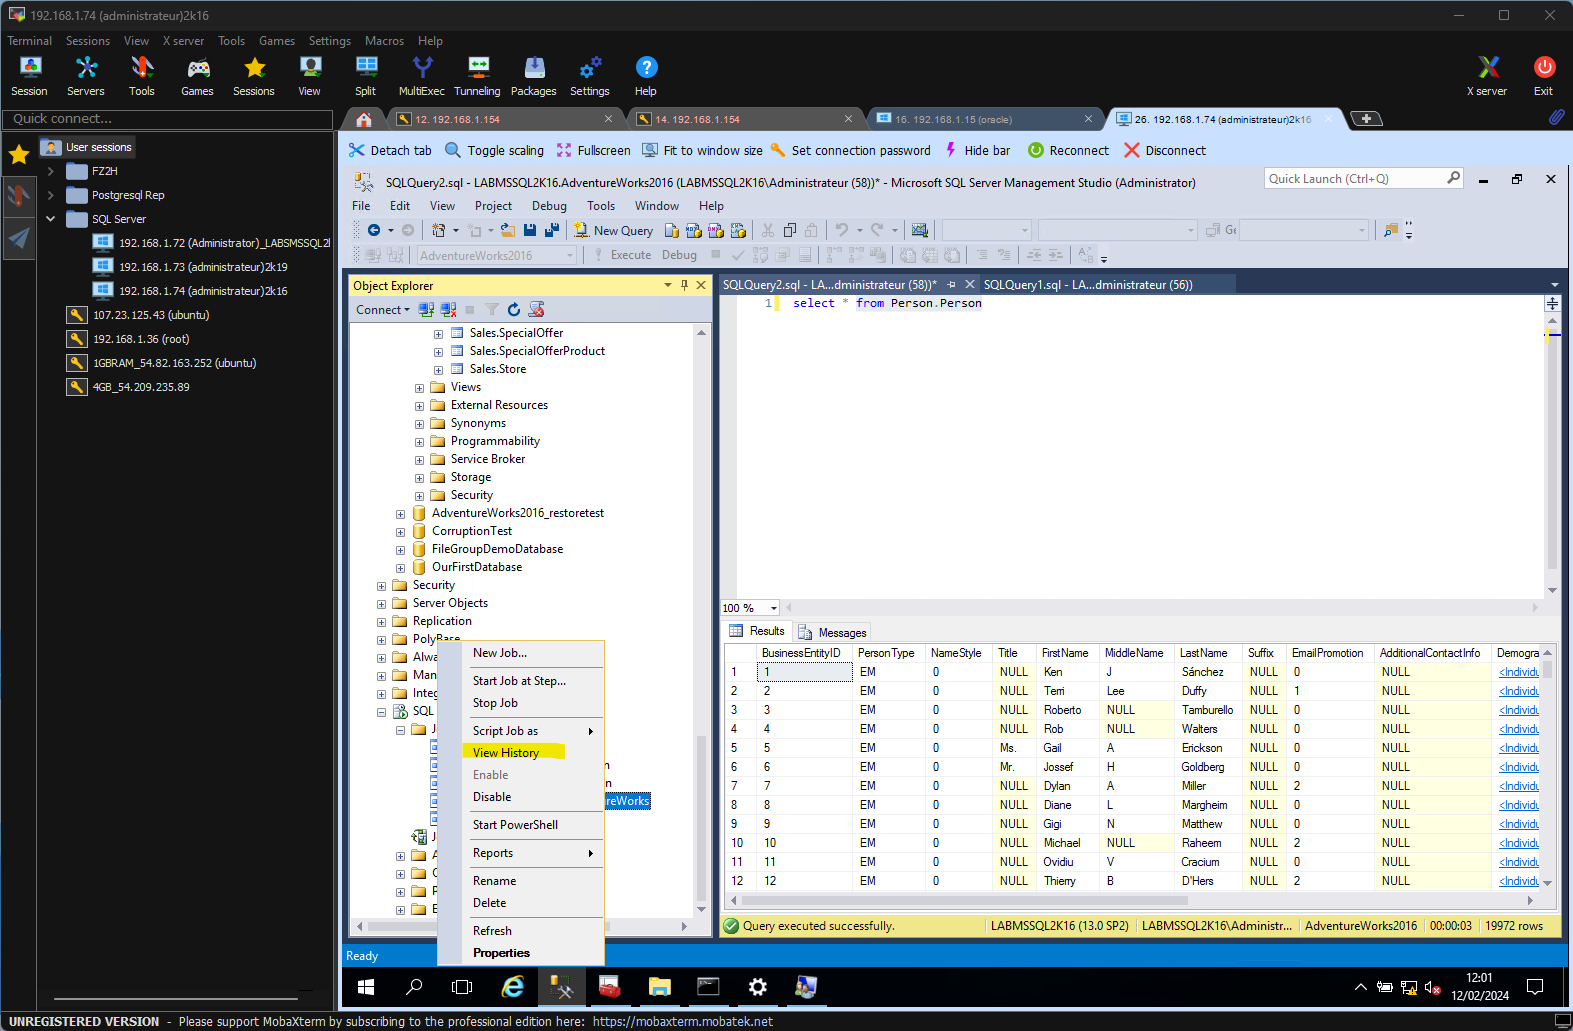 192.168.1.74 (administrateur)2k16
Terminal Sessions View X server Tools Games Settings Macros Help
Session Servers Tools Games Sessions View Split MultiExec Tunneling Packages Settings Help X server Exit
Quick connect...
12. 192.168.1.154
14. 192.168.1.154
16. 192.168.1.15 (oracle)
26. 192.168.1.74 (administrateur)2k16
User sessions
FZ2H
Postgresql Rep
SQL Server
192.168.1.72 (Administrator)_LABSMSSQL2
192.168.1.73 (administrateur)2k19
192.168.1.74 (administrateur)2k16
107.23.125.43 (ubuntu)
192.168.1.36 (root)
1GBRAM_54.82.163.252 (ubuntu)
4GB_54.209.235.89
Detach tab Toggle scaling Fullscreen Fit to window size Set connection password Hide bar Reconnect Disconnect
SQLQuery2.sql - LABMSSQL2K16.AdventureWorks2016 (LABMSSQL2K16\Administrateur (58))* - Microsoft SQL Server Management Studio (Administrator)
Quick Launch (Ctrl+Q)
File Edit View Project Debug Tools Window Help
New Query
AdventureWorks2016 Execute Debug
Object Explorer
Connect
Sales.SpecialOffer
Sales.SpecialOfferProduct
Sales.Store
Views
External Resources
Synonyms
Programmability
Service Broker
Storage
Security
AdventureWorks2016_restoretest
CorruptionTest
FileGroupDemoDatabase
OurFirstDatabase
Security
Server Objects
Replication
PolyBase
Alwa
Man
Integ
SQL
reWorks
New Job...
Start Job at Step...
Stop Job
Script Job as
View History
Enable
Disable
Start PowerShell
Reports
Rename
Delete
Refresh
Properties
SQLQuery2.sql - LA...dministrateur (58))* SQLQuery1.sql - LA...dministrateur (56))
1 select * from Person.Person
100 %
Results Messages
BusinessEntityID PersonType NameStyle Title FirstName MiddleName LastName Suffix EmailPromotion AdditionalContactInfo Demogra
1 1 EM 0 NULL Ken J Sánchez NULL 0 NULL <Individu
2 2 EM 0 NULL Terri Lee Duffy NULL 1 NULL <Individu
3 3 EM 0 NULL Roberto NULL Tamburello NULL 0 NULL <Individu
4 4 EM 0 NULL Rob NULL Walters NULL 0 NULL <Individu
5 5 EM 0 Ms. Gail A Erickson NULL 0 NULL <Individu
6 6 EM 0 Mr. Jossef H Goldberg NULL 0 NULL <Individu
7 7 EM 0 NULL Dylan A Miller NULL 2 NULL <Individu
8 8 EM 0 NULL Diane L Margheim NULL 0 NULL <Individu
9 9 EM 0 NULL Gigi N Matthew NULL 0 NULL <Individu
10 10 EM 0 NULL Michael NULL Raheem NULL 2 NULL <Individu
11 11 EM 0 NULL Ovidiu V Cracium NULL 0 NULL <Individu
12 12 EM 0 NULL Thierry B D'Hers NULL 2 NULL <Individu
Query executed successfully. LABMSSQL2K16 (13.0 SP2) LABMSSQL2K16\Administr... AdventureWorks2016 00:00:03 19972 rows
Ready
12:01
12/02/2024
UNREGISTERED VERSION - Please support MobaXterm by subscribing to the professional edition here: https://mobaxterm.mobatek.net